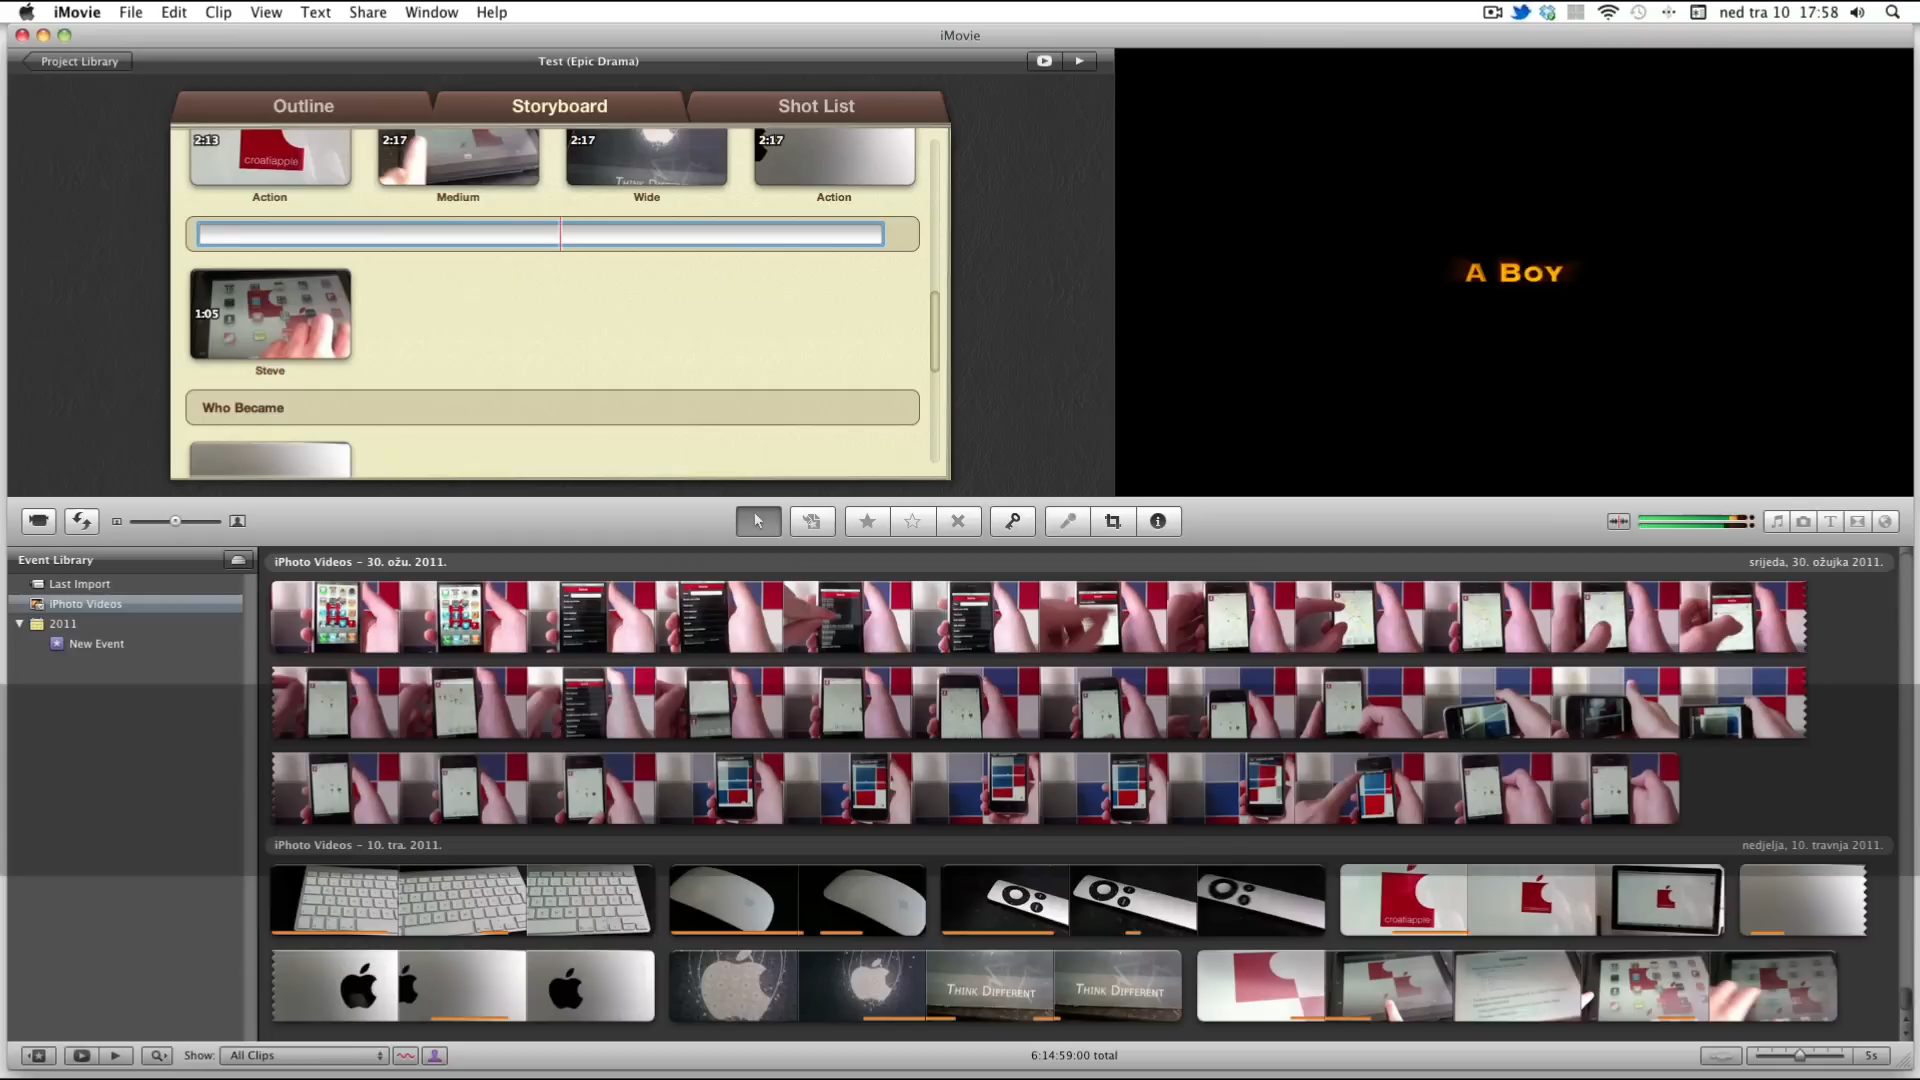 iMovie File Edit Clip View Text Share Window Help ned tra 10 17:58
iMovie
Project Library Test (Epic Drama)
Outline Storyboard Shot List
2:13 2:17 2:17 2:17
croatiapple THINK DIFFERENT
Action Medium Wide Action
A BOY
1:05
Steve
Who Became
Event Library
Last Import
iPhoto Videos
2011
New Event
iPhoto Videos – 30. ožu. 2011. srijeda, 30. ožujka 2011.
iPhoto Videos – 10. tra. 2011. nedjelja, 10. travnja 2011.
croatiapple
THINK DIFFERENT THINK DIFFERENT
Show: All Clips 6:14:59:00 total 5s